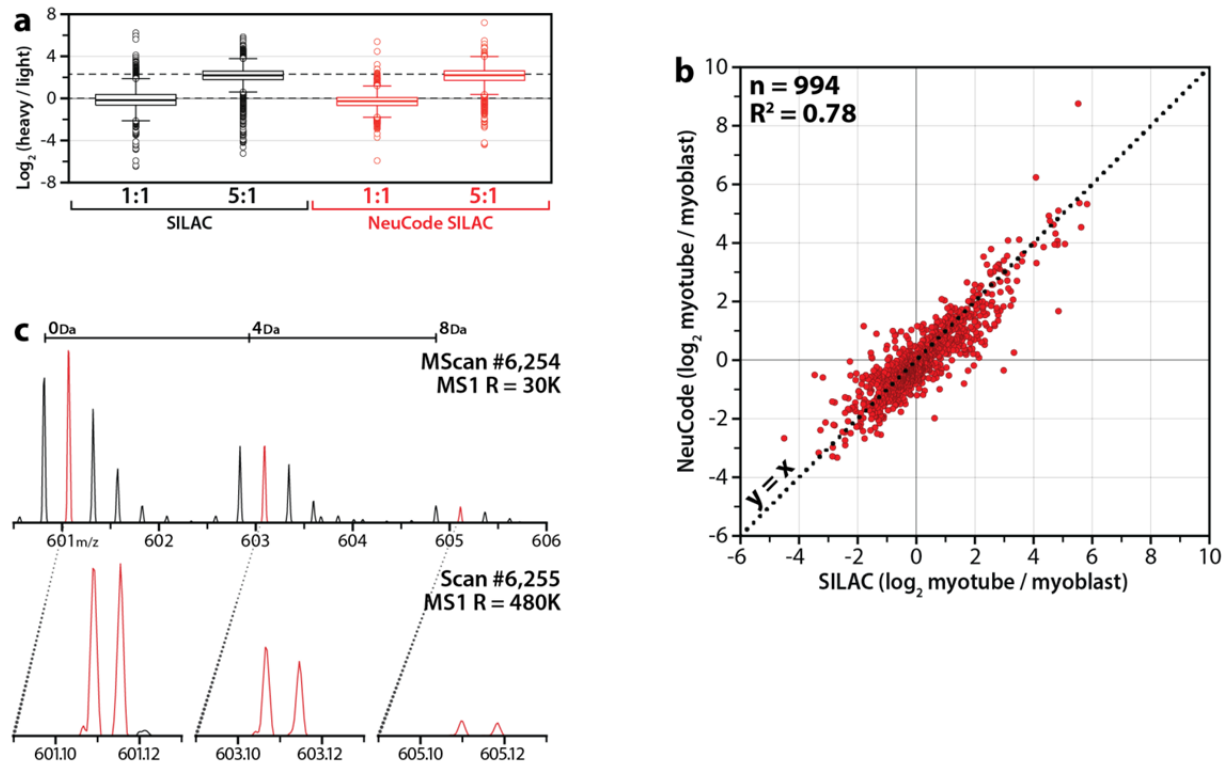 a
Log2 (heavy / light)
8
4
0
-4
-8
1:1
5:1
1:1
5:1
SILAC
NeuCode SILAC
b
n = 994
R² = 0.78
NeuCode (log2 myotube / myoblast)
10
8
6
4
2
0
-2
-4
-6
y = x
-6 -4 -2 0 2 4 6 8 10
SILAC (log2 myotube / myoblast)
c
0Da 4Da 8Da
MScan #6,254
MS1 R = 30K
601m/z 602 603 604 605 606
Scan #6,255
MS1 R = 480K
601.10 601.12 603.10 603.12 605.10 605.12